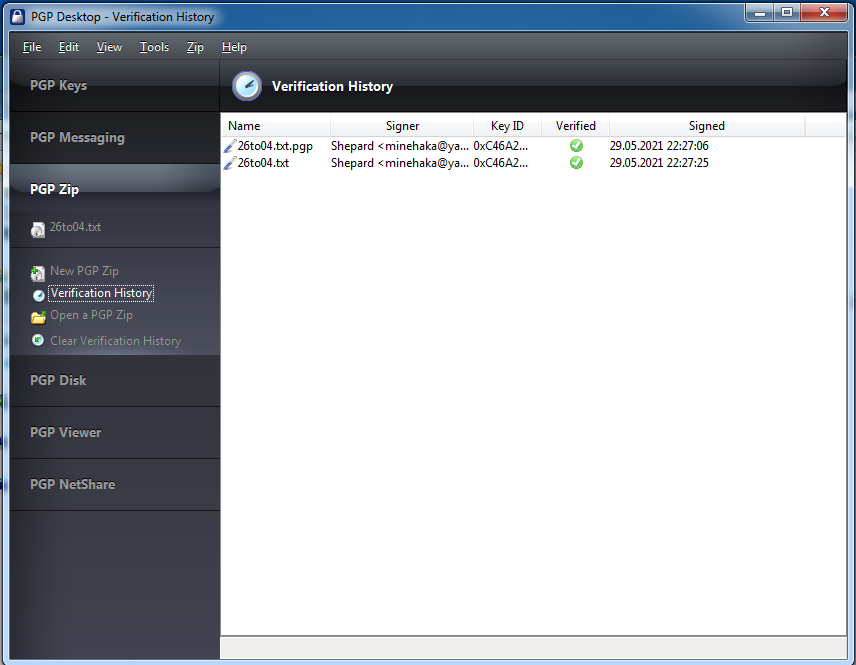 PGP Desktop - Verification History
File Edit View Tools Zip Help
PGP Keys
PGP Messaging
PGP Zip
26to04.txt
New PGP Zip
Verification History
Open a PGP Zip
Clear Verification History
PGP Disk
PGP Viewer
PGP NetShare
Verification History
Name Signer Key ID Verified Signed
26to04.txt.pgp Shepard <minehaka@ya... 0xC46A2... 29.05.2021 22:27:06
26to04.txt Shepard <minehaka@ya... 0xC46A2... 29.05.2021 22:27:25